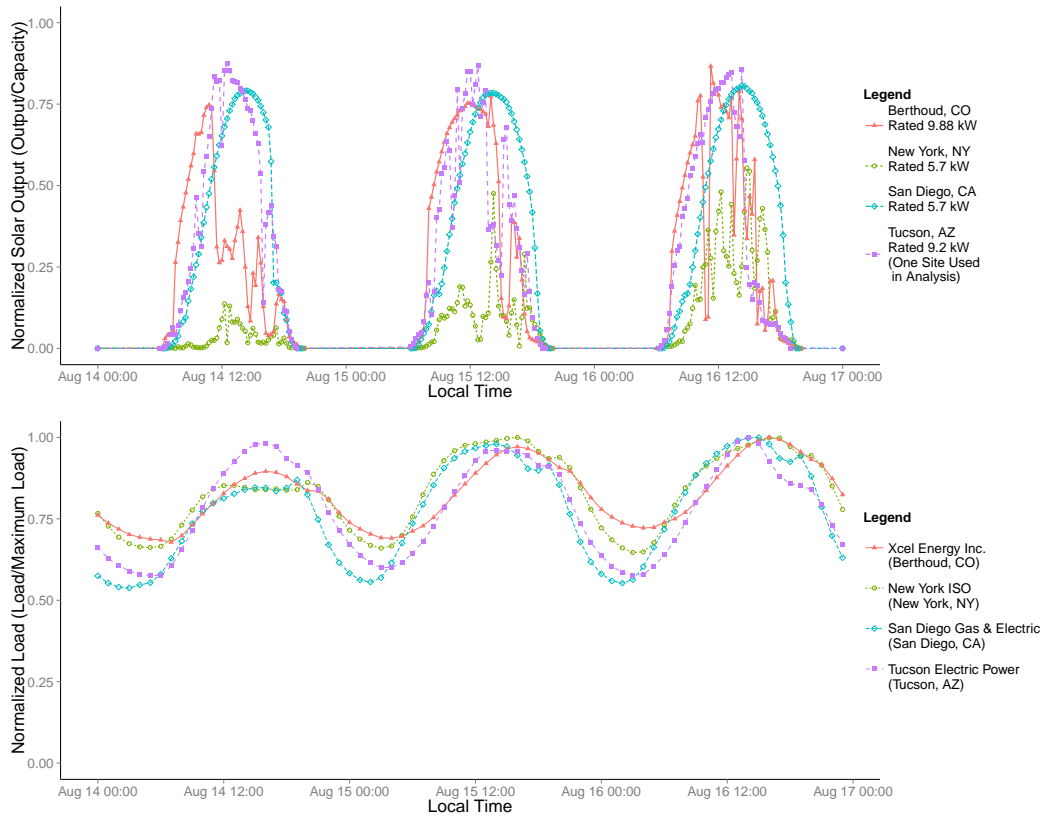 Normalized Solar Output (Output/Capacity)
1.00
0.75
0.50
0.25
0.00
Aug 14 00:00
Aug 14 12:00
Aug 15 00:00
Aug 15 12:00
Aug 16 00:00
Aug 16 12:00
Aug 17 00:00
Local Time
Legend
Berthoud, CO
Rated 9.88 kW
New York, NY
Rated 5.7 kW
San Diego, CA
Rated 5.7 kW
Tucson, AZ
Rated 9.2 kW
(One Site Used
in Analysis)
Normalized Load (Load/Maximum Load)
1.00
0.75
0.50
0.25
0.00
Aug 14 00:00
Aug 14 12:00
Aug 15 00:00
Aug 15 12:00
Aug 16 00:00
Aug 16 12:00
Aug 17 00:00
Local Time
Legend
Xcel Energy Inc.
(Berthoud, CO)
New York ISO
(New York, NY)
San Diego Gas & Electric
(San Diego, CA)
Tucson Electric Power
(Tucson, AZ)